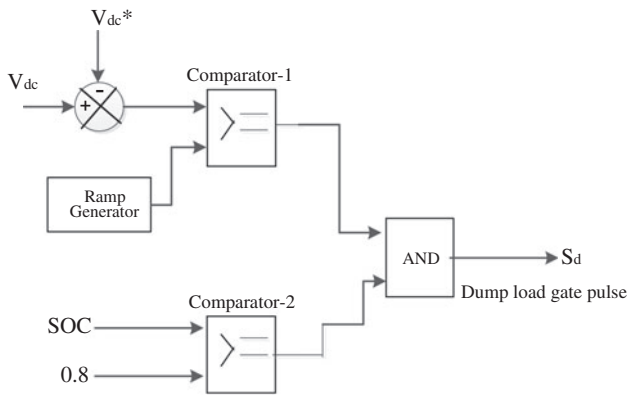 Vdc*
Vdc
-
+
Comparator-1
>=
Ramp
Generator
AND
Sd
Dump load gate pulse
Comparator-2
SOC
>=
0.8